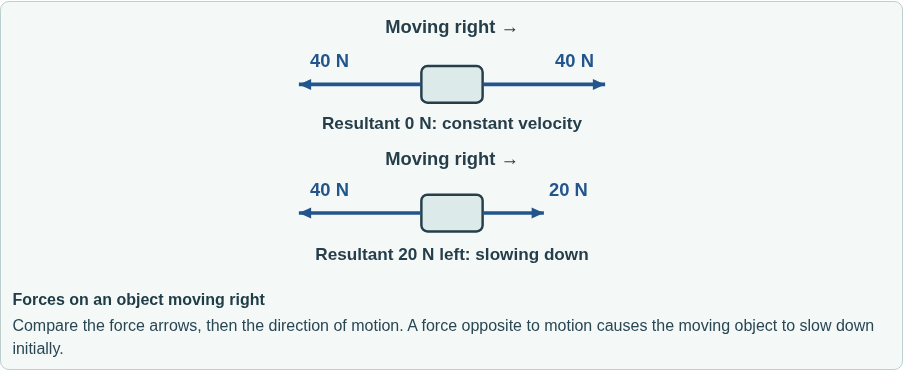 Moving right →
40 N 40 N
Resultant 0 N: constant velocity
Moving right →
40 N 20 N
Resultant 20 N left: slowing down
Forces on an object moving right
Compare the force arrows, then the direction of motion. A force opposite to motion causes the moving object to slow down
initially.